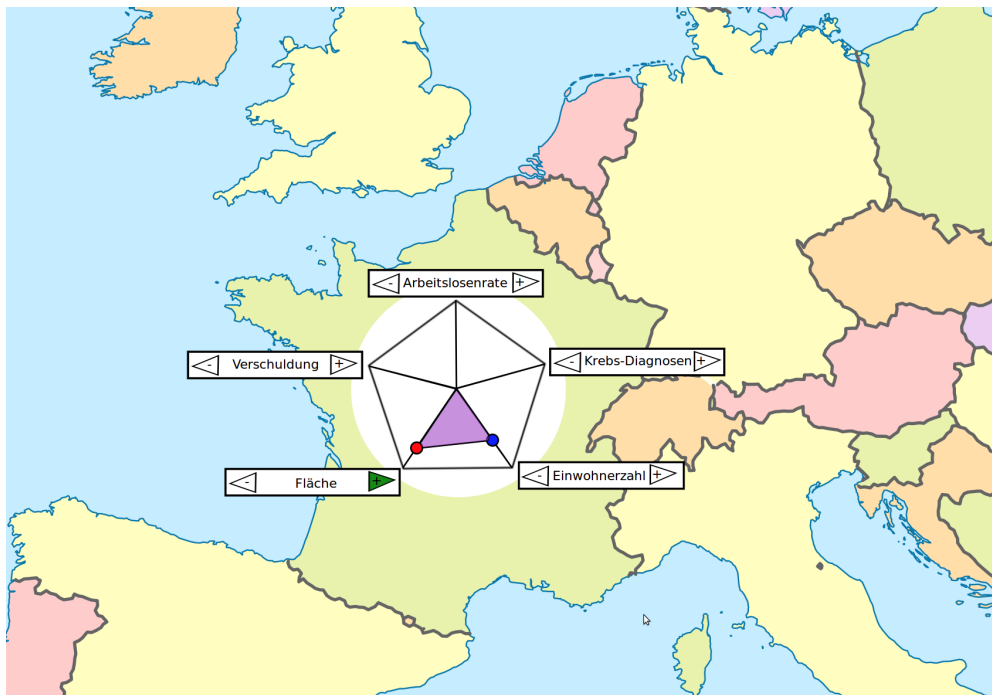 - Arbeitslosenrate +
- Verschuldung +
- Krebs-Diagnosen +
- Fläche +
- Einwohnerzahl +